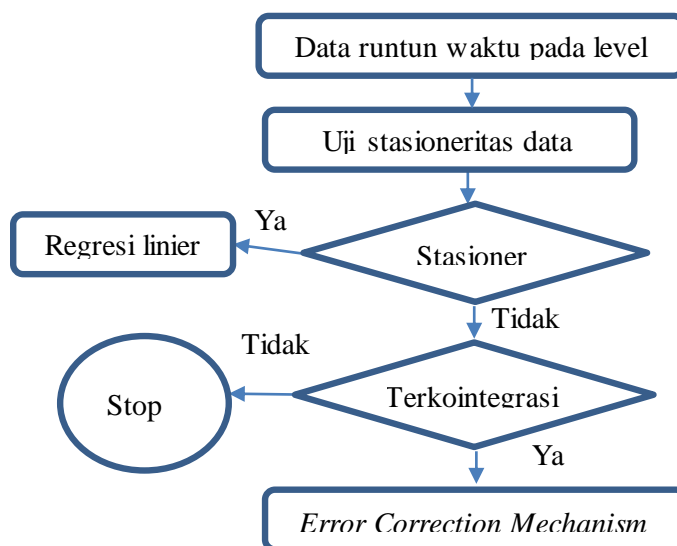 Data runtun waktu pada level
Uji stasioneritas data
Ya
Regresi linier
Stasioner
Tidak
Tidak
Stop
Terkointegrasi
Ya
Error Correction Mechanism